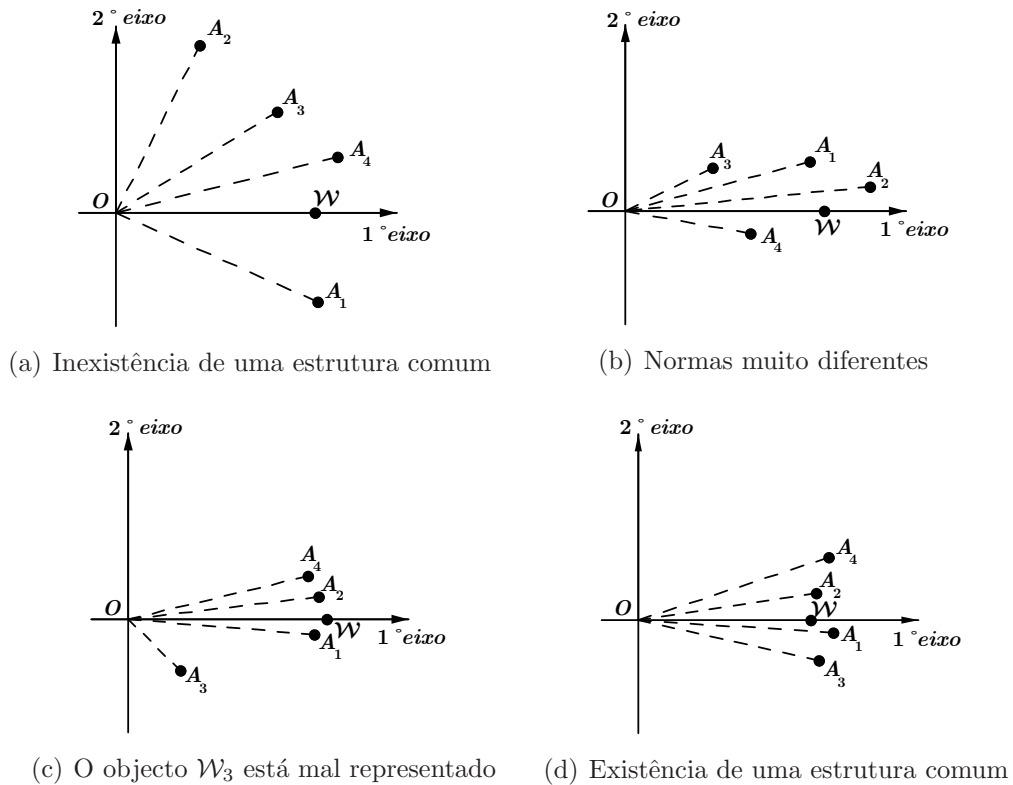 2° eixo
A₂
A₃
A₄
O
𝒲
1° eixo
A₁
(a) Inexistência de uma estrutura comum
2° eixo
A₃
A₁
A₂
O
𝒲
1° eixo
A₄
(b) Normas muito diferentes
2° eixo
A₄
A₂
O
𝒲
1° eixo
A₁
A₃
(c) O objecto 𝒲₃ está mal representado
2° eixo
A₄
A₂
O
𝒲
A₁
1° eixo
A₃
(d) Existência de uma estrutura comum